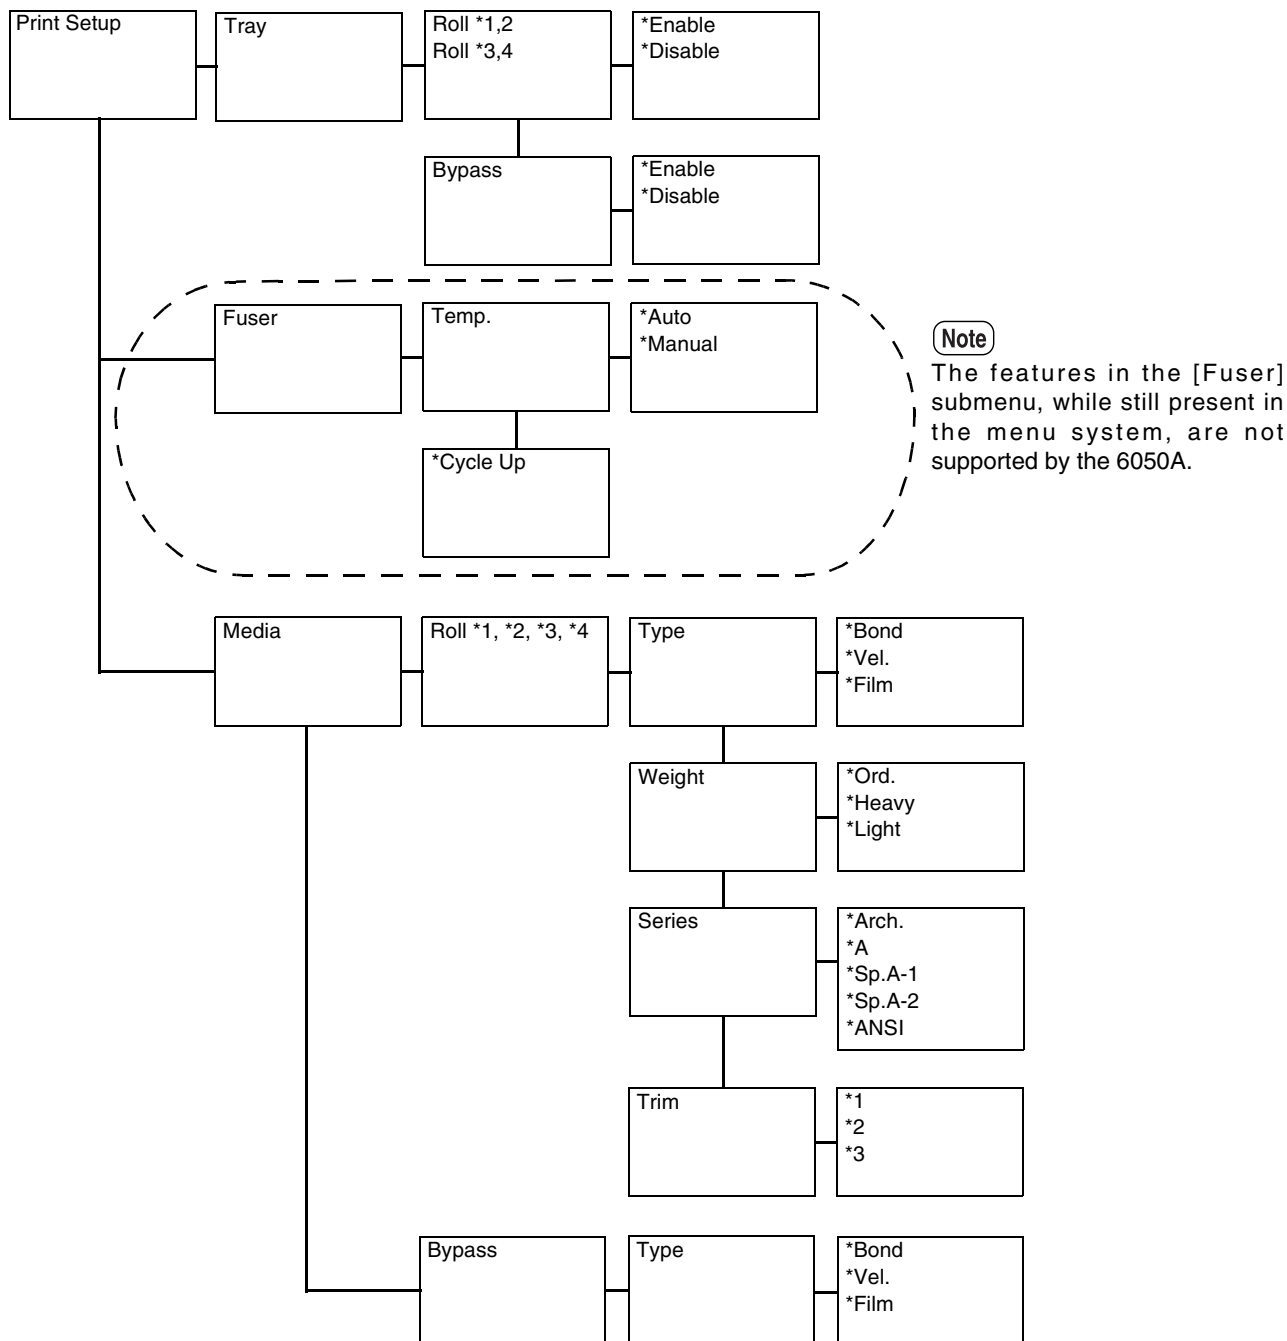 Print Setup
Tray
Roll *1,2
Roll *3,4
*Enable
*Disable
Bypass
*Enable
*Disable
Fuser
Temp.
*Auto
*Manual
*Cycle Up
Note
The features in the [Fuser]
submenu, while still present in
the menu system, are not
supported by the 6050A.
Media
Roll *1, *2, *3, *4
Type
*Bond
*Vel.
*Film
Weight
*Ord.
*Heavy
*Light
Series
*Arch.
*A
*Sp.A-1
*Sp.A-2
*ANSI
Trim
*1
*2
*3
Bypass
Type
*Bond
*Vel.
*Film